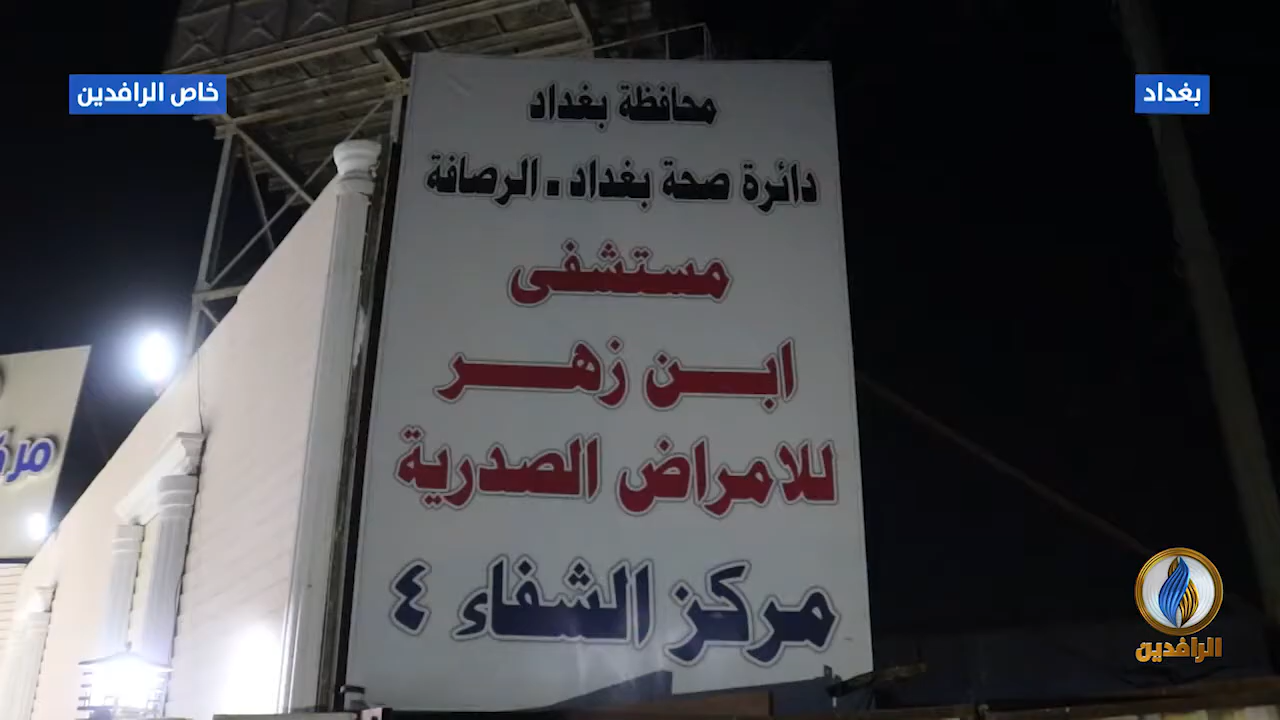 بغداد
خاص الرافدين
محافظة بغداد
دائرة صحة بغداد - الرصافة
مستشفى
ابن زهر
للامراض الصدرية
مركز الشفاء ٤
الرافدين